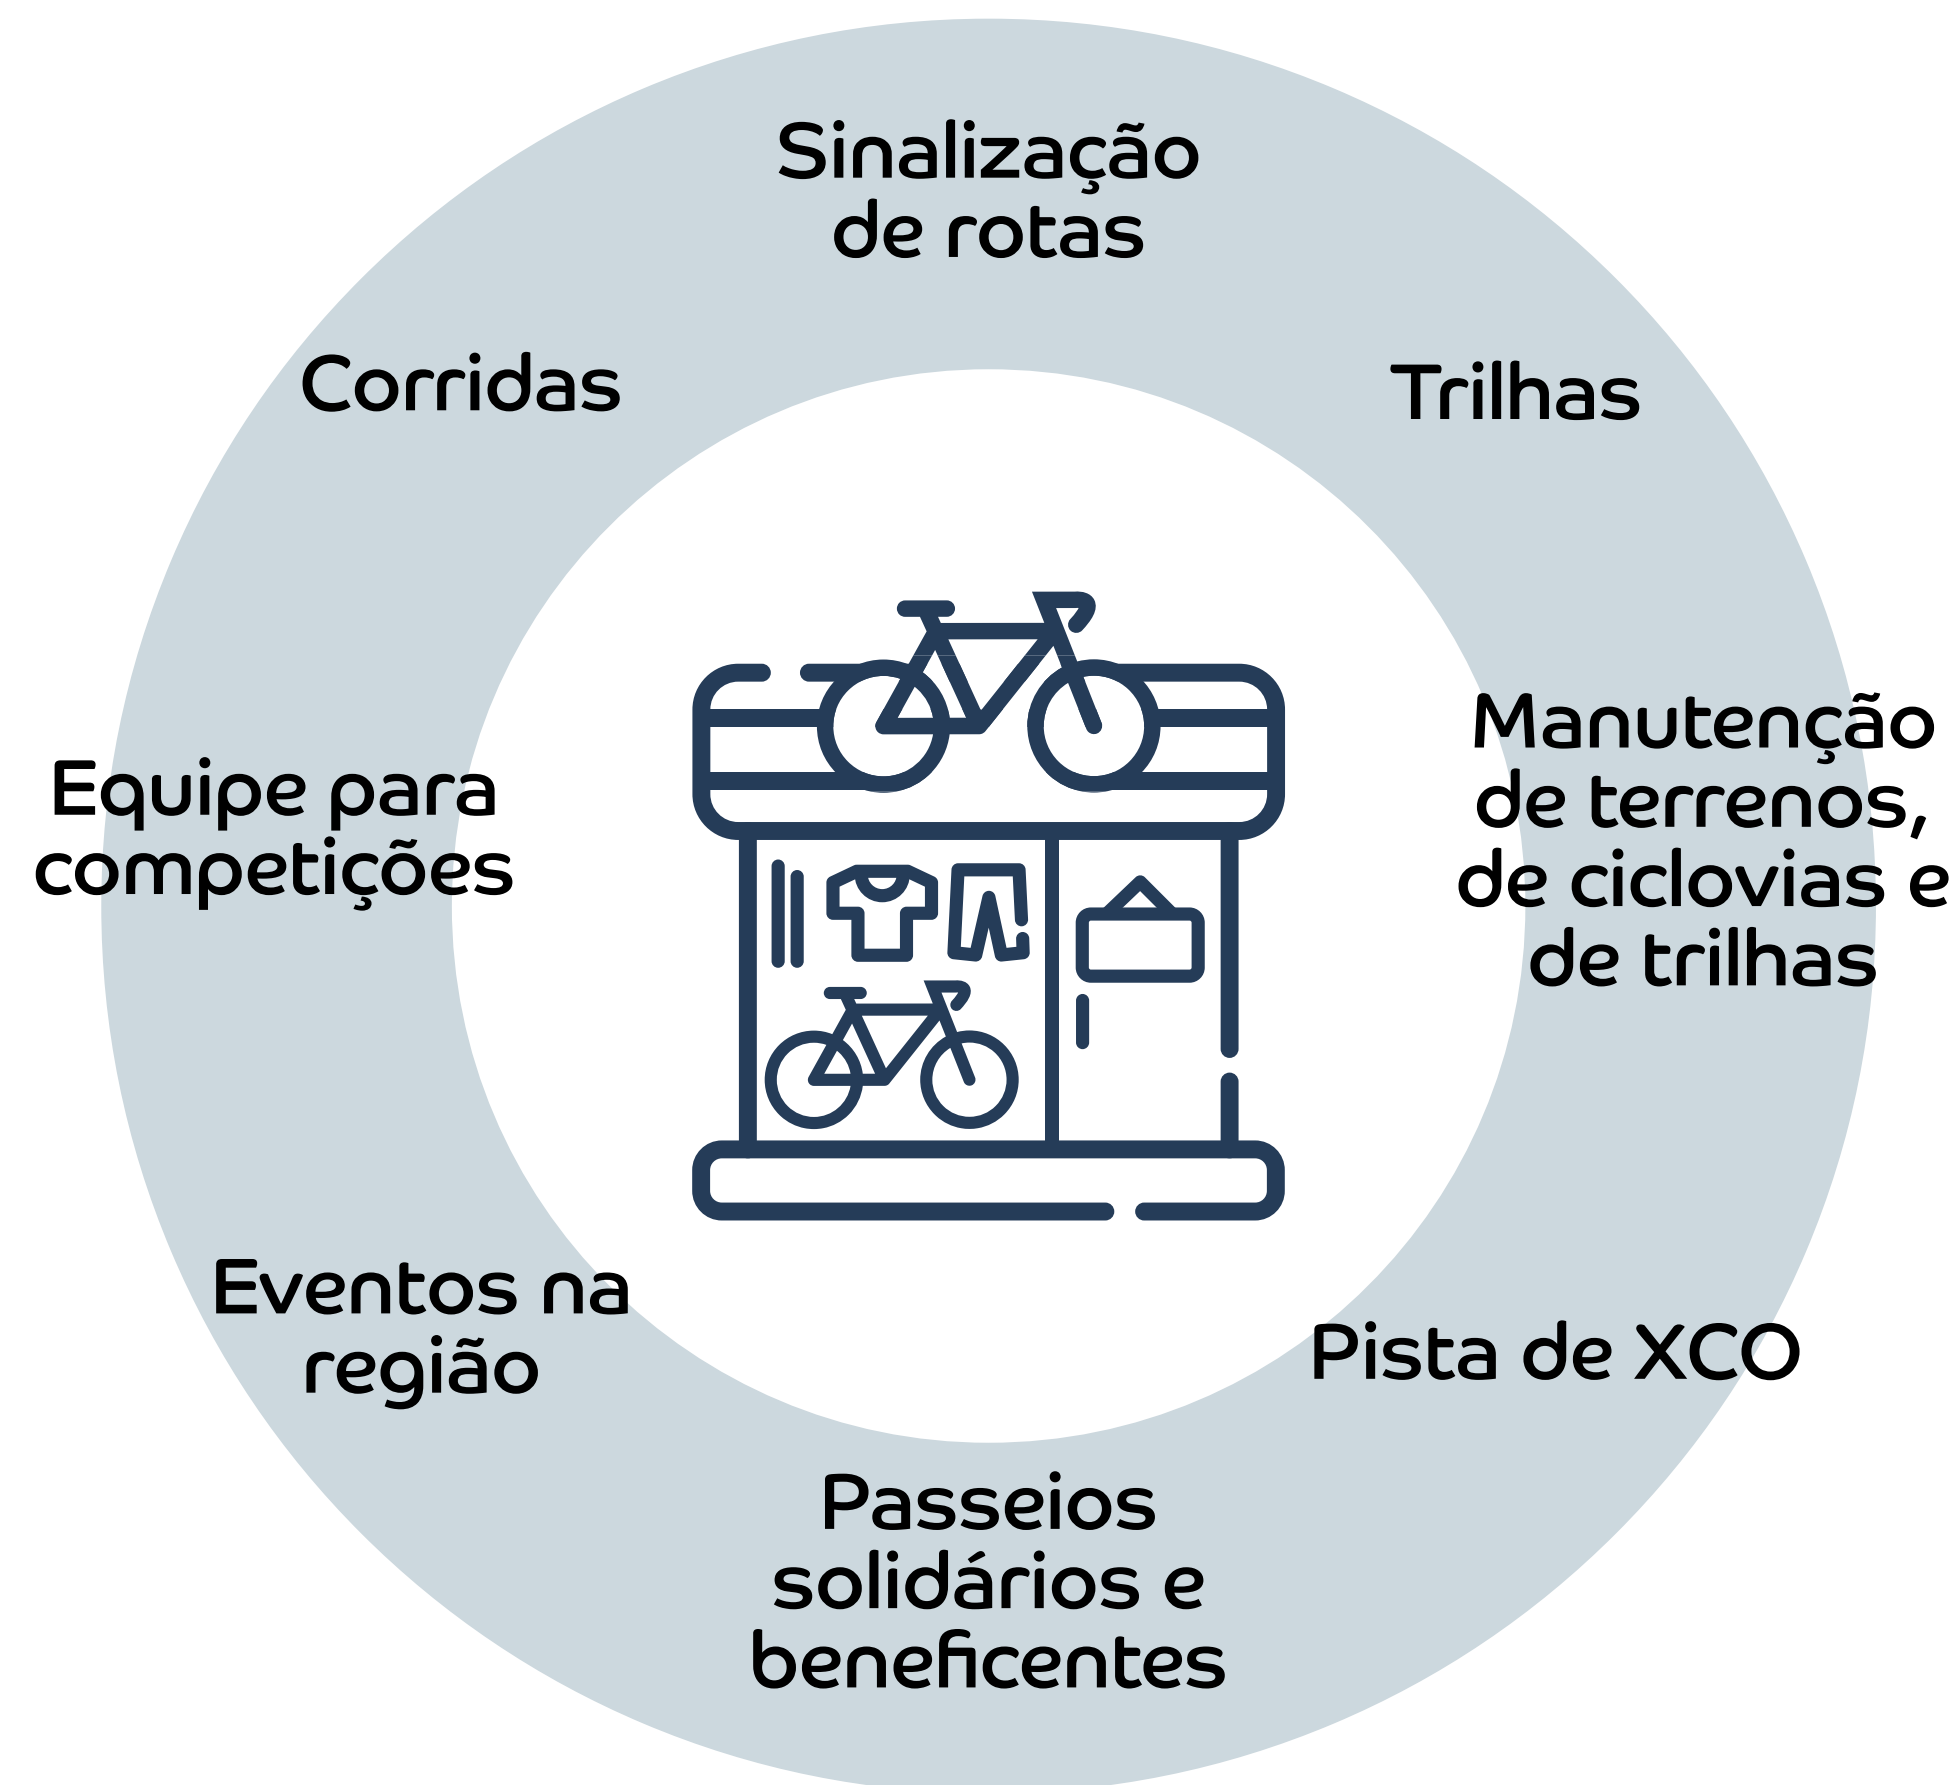 Sinalização
de rotas
Corridas
Trilhas
Manutenção
de terrenos,
de ciclovias e
de trilhas
Equipe para
competições
Eventos na
região
Pista de XCO
Passeios
solidários e
beneficentes